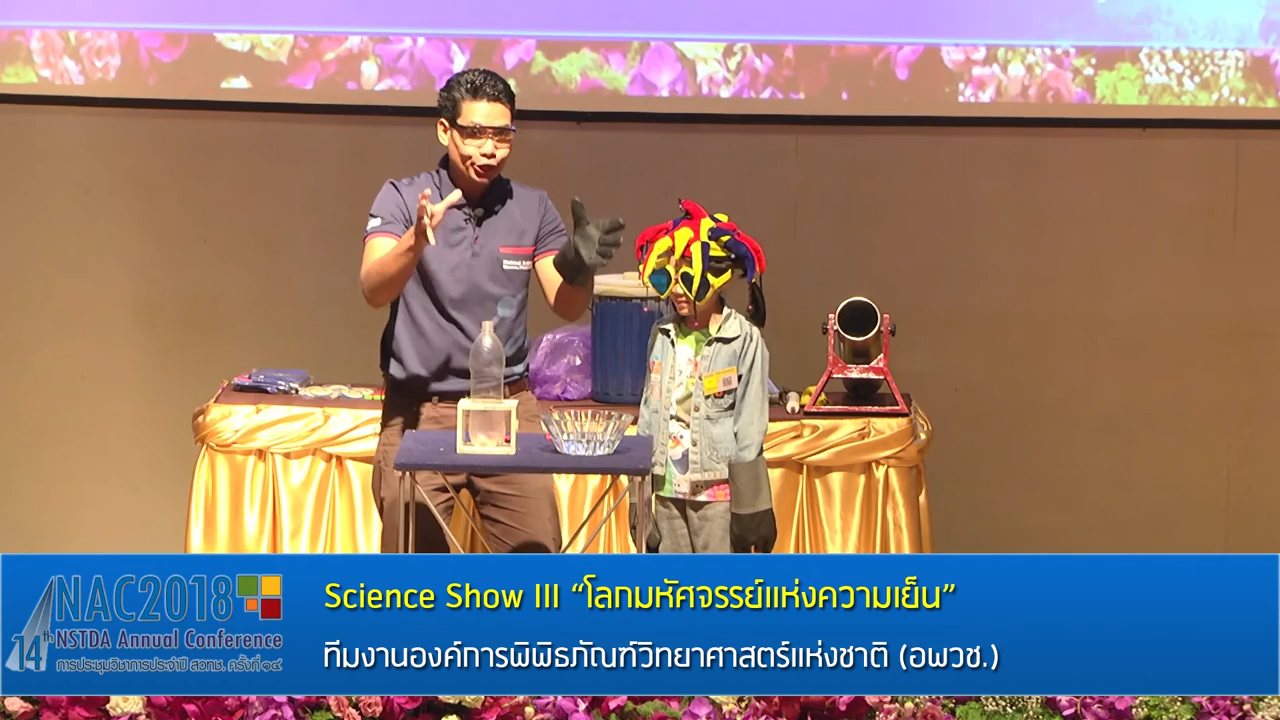 Science Show III “โลกมหัศจรรย์แห่งความเย็น”
ทีมงานองค์การพิพิธภัณฑ์วิทยาศาสตร์แห่งชาติ (อพวช.)
NAC2018
14th NSTDA Annual Conference
การประชุมวิชาการประจำปี สวทช. ครั้งที่ ๑๔